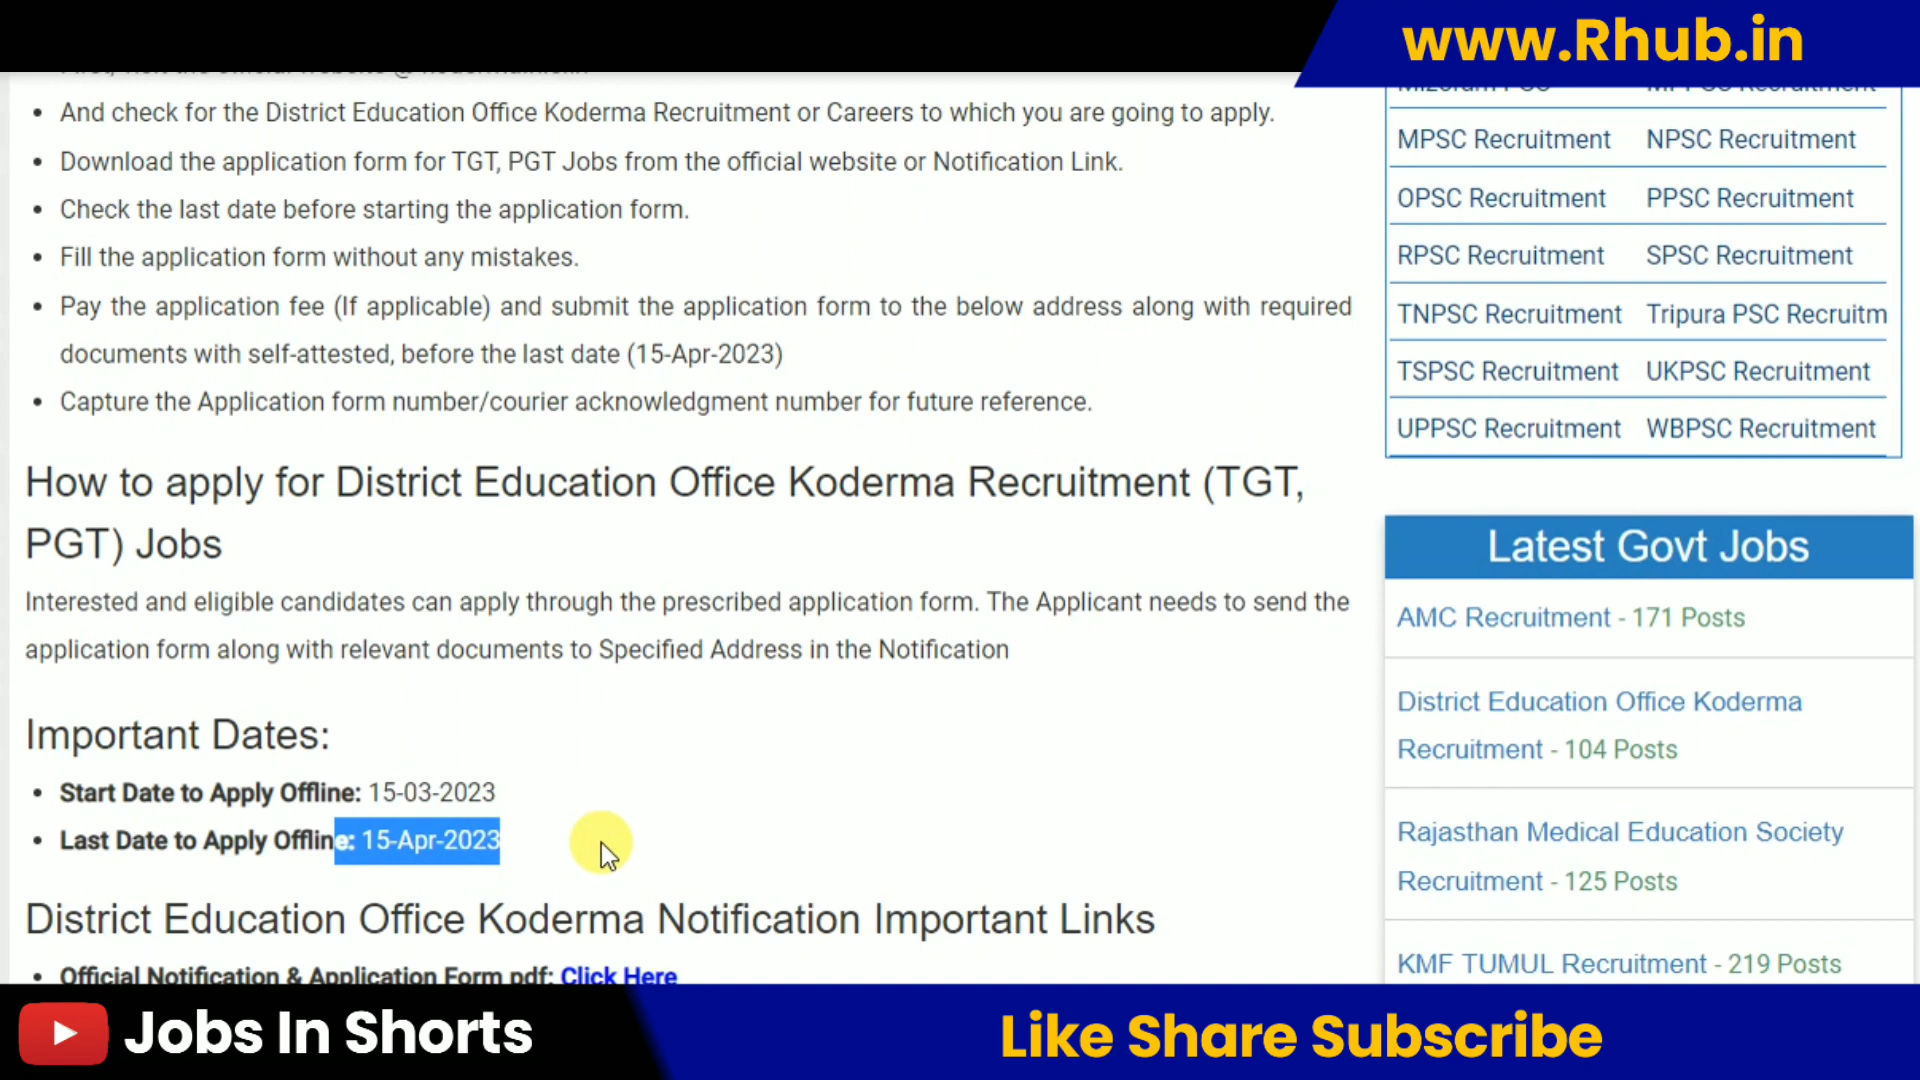 www.Rhub.in
And check for the District Education Office Koderma Recruitment or Careers to which you are going to apply.
Download the application form for TGT, PGT Jobs from the official website or Notification Link.
Check the last date before starting the application form.
Fill the application form without any mistakes.
Pay the application fee (If applicable) and submit the application form to the below address along with required
documents with self-attested, before the last date (15-Apr-2023)
Capture the Application form number/courier acknowledgment number for future reference.
How to apply for District Education Office Koderma Recruitment (TGT,
PGT) Jobs
Interested and eligible candidates can apply through the prescribed application form. The Applicant needs to send the
application form along with relevant documents to Specified Address in the Notification
Important Dates:
Start Date to Apply Offline: 15-03-2023
Last Date to Apply Offline: 15-Apr-2023
District Education Office Koderma Notification Important Links
Official Notification & Application Form pdf: Click Here
MPSC Recruitment NPSC Recruitment
OPSC Recruitment PPSC Recruitment
RPSC Recruitment SPSC Recruitment
TNPSC Recruitment Tripura PSC Recruitm
TSPSC Recruitment UKPSC Recruitment
UPPSC Recruitment WBPSC Recruitment
Latest Govt Jobs
AMC Recruitment - 171 Posts
District Education Office Koderma
Recruitment - 104 Posts
Rajasthan Medical Education Society
Recruitment - 125 Posts
KMF TUMUL Recruitment - 219 Posts
Jobs In Shorts
Like Share Subscribe